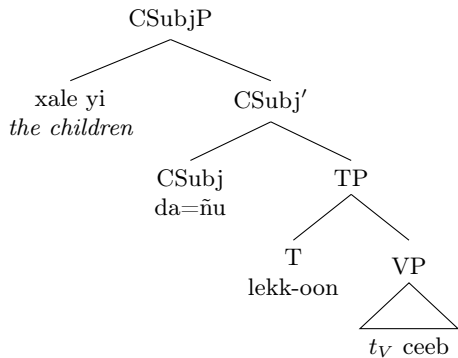 CSubjP
xale yi CSubj′
the children
CSubj TP
da=ñu
T VP
lekk-oon
t_V ceeb